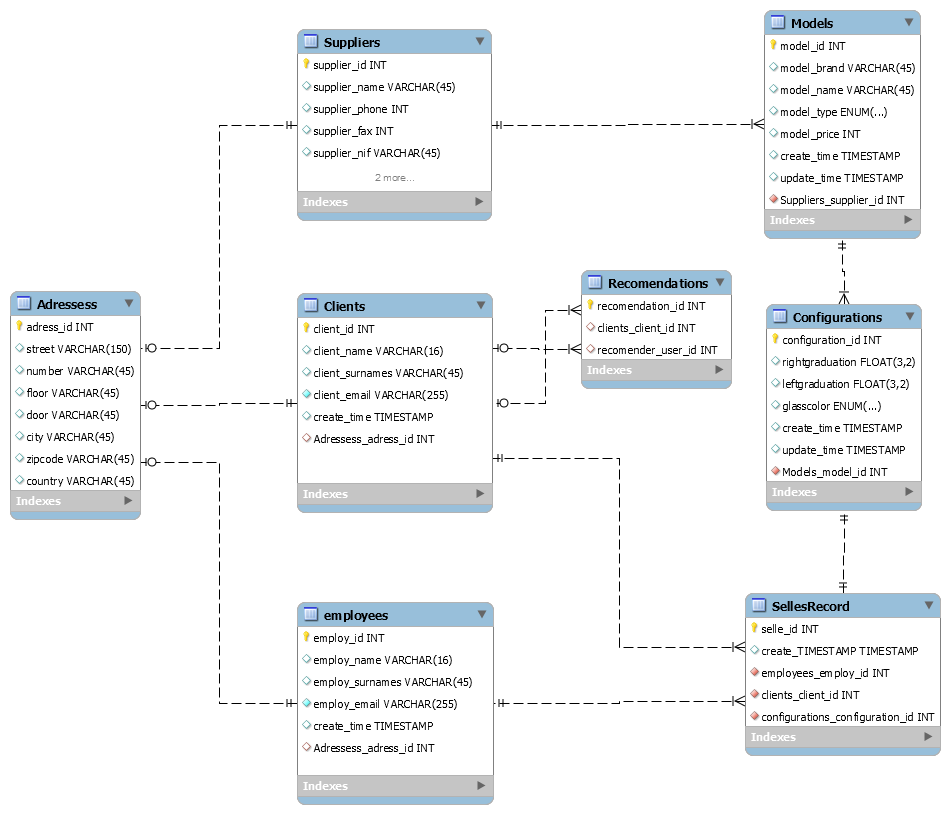 Suppliers
supplier_id INT
supplier_name VARCHAR(45)
supplier_phone INT
supplier_fax INT
supplier_nif VARCHAR(45)
2 more...
Indexes
Models
model_id INT
model_brand VARCHAR(45)
model_name VARCHAR(45)
model_type ENUM(...)
model_price INT
create_time TIMESTAMP
update_time TIMESTAMP
Suppliers_supplier_id INT
Indexes
Adressess
adress_id INT
street VARCHAR(150)
number VARCHAR(45)
floor VARCHAR(45)
door VARCHAR(45)
city VARCHAR(45)
zipcode VARCHAR(45)
country VARCHAR(45)
Indexes
Clients
client_id INT
client_name VARCHAR(16)
client_surnames VARCHAR(45)
client_email VARCHAR(255)
create_time TIMESTAMP
Adressess_adress_id INT
Indexes
Recomendations
recomendation_id INT
clients_client_id INT
recomender_user_id INT
Indexes
Configurations
configuration_id INT
rightgraduation FLOAT(3,2)
leftgraduation FLOAT(3,2)
glasscolor ENUM(...)
create_time TIMESTAMP
update_time TIMESTAMP
Models_model_id INT
Indexes
employees
employ_id INT
employ_name VARCHAR(16)
employ_surnames VARCHAR(45)
employ_email VARCHAR(255)
create_time TIMESTAMP
Adressess_adress_id INT
Indexes
SellesRecord
selle_id INT
create_TIMESTAMP TIMESTAMP
employees_employ_id INT
clients_client_id INT
configurations_configuration_id INT
Indexes